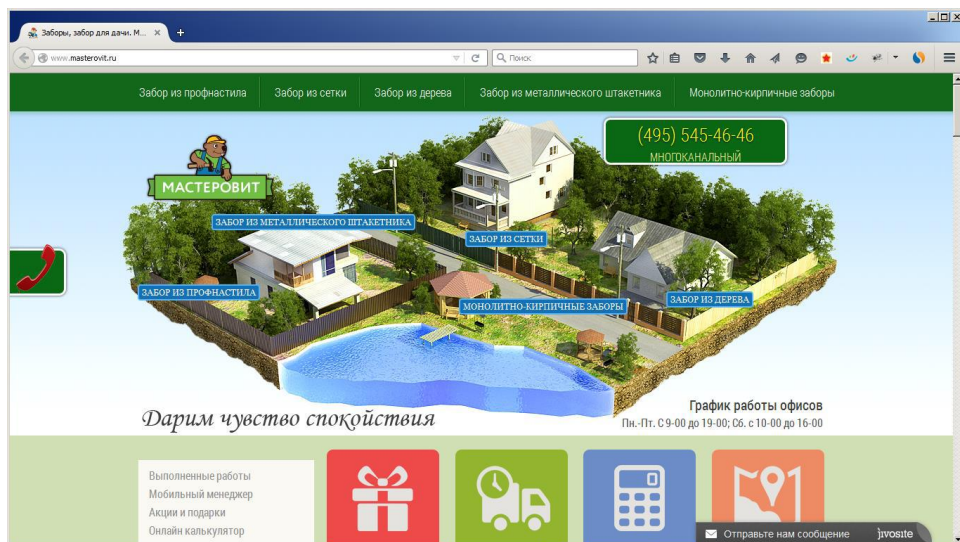 Заборы, забор для дачи. М...
www.masterovit.ru
Поиск
Забор из профнастила
Забор из сетки
Забор из дерева
Забор из металлического штакетника
Монолитно-кирпичные заборы
(495) 545-46-46
МНОГОКАНАЛЬНЫЙ
МАСТЕРОВИТ
ЗАБОР ИЗ МЕТАЛЛИЧЕСКОГО ШТАКЕТНИКА
ЗАБОР ИЗ СЕТКИ
ЗАБОР ИЗ ПРОФНАСТИЛА
МОНОЛИТНО-КИРПИЧНЫЕ ЗАБОРЫ
ЗАБОР ИЗ ДЕРЕВА
Дарим чувство спокойствия
График работы офисов
Пн.-Пт. С 9-00 до 19-00; Сб. с 10-00 до 16-00
Выполненные работы
Мобильный менеджер
Акции и подарки
Онлайн калькулятор
Отправьте нам сообщение
jivosite